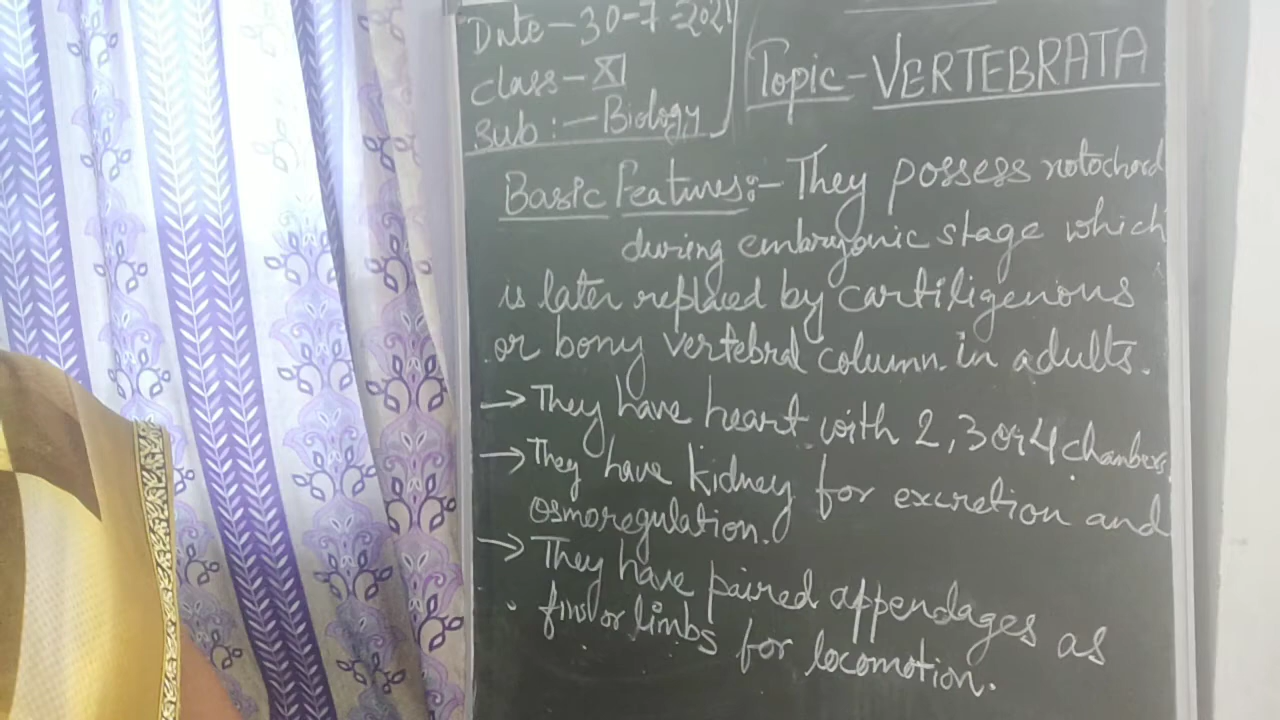 Date - 30-7-2021
class - XI
Sub :- Biology
Topic - VERTEBRATA
Basic Features:- They possess notochord
during embryonic stage which
is later replaced by cartiligenous
or bony vertebral column in adults.
→ They have heart with 2, 3 or 4 chambers
→ They have kidney for excretion and
osmoregulation.
→ They have paired appendages as
fins or limbs for locomotion.